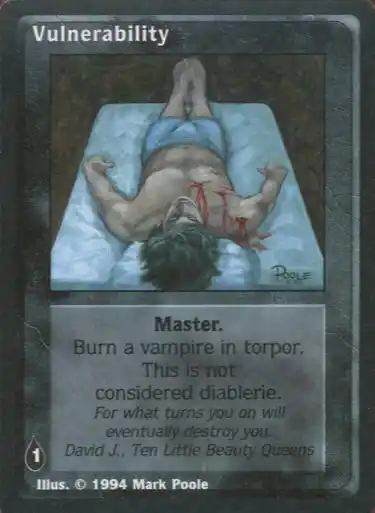 Vulnerability
POOLE
Master.
Burn a vampire in torpor.
This is not
considered diablerie.
For what turns you on will
eventually destroy you.
David J., Ten Little Beauty Queens
1
Illus. © 1994 Mark Poole